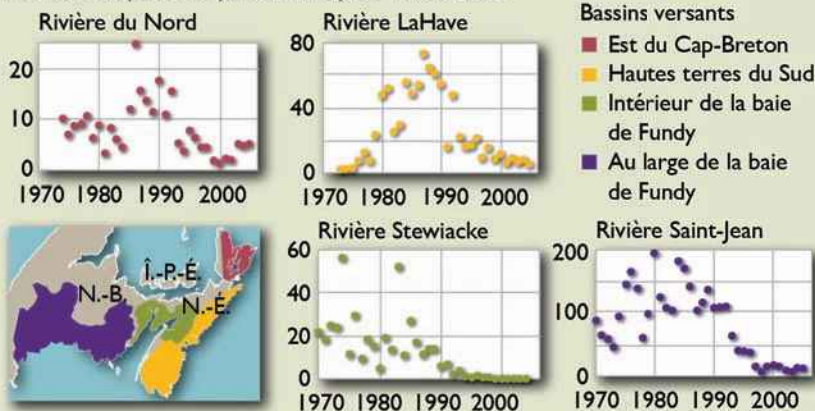 Rivière du Nord
20
10
0
1970 1980 1990 2000
Rivière LaHave
80
40
0
1970 1980 1990 2000
Bassins versants
Est du Cap-Breton
Hautes terres du Sud
Intérieur de la baie
de Fundy
Au large de la baie
de Fundy
Î.-P.-É.
N.-B.
N.-É.
Rivière Stewiacke
60
40
20
0
1970 1980 1990 2000
Rivière Saint-Jean
200
100
0
1970 1980 1990 2000